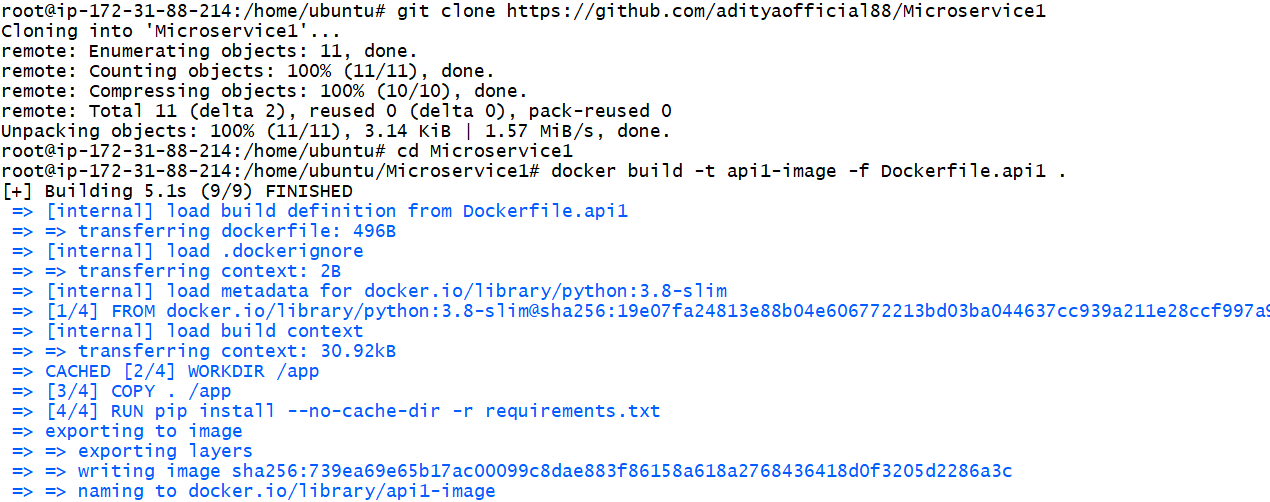 root@ip-172-31-88-214:/home/ubuntu# git clone https://github.com/adityaofficial88/Microservice1
Cloning into 'Microservice1'...
remote: Enumerating objects: 11, done.
remote: Counting objects: 100% (11/11), done.
remote: Compressing objects: 100% (10/10), done.
remote: Total 11 (delta 2), reused 0 (delta 0), pack-reused 0
Unpacking objects: 100% (11/11), 3.14 KiB | 1.57 MiB/s, done.
root@ip-172-31-88-214:/home/ubuntu# cd Microservice1
root@ip-172-31-88-214:/home/ubuntu/Microservice1# docker build -t api1-image -f Dockerfile.api1 .
[+] Building 5.1s (9/9) FINISHED
=> [internal] load build definition from Dockerfile.api1
=> => transferring dockerfile: 496B
=> [internal] load .dockerignore
=> => transferring context: 2B
=> [internal] load metadata for docker.io/library/python:3.8-slim
=> [1/4] FROM docker.io/library/python:3.8-slim@sha256:19e07fa24813e88b04e606772213bd03ba044637cc939a211e28ccf997a9
=> [internal] load build context
=> => transferring context: 30.92kB
=> CACHED [2/4] WORKDIR /app
=> [3/4] COPY . /app
=> [4/4] RUN pip install --no-cache-dir -r requirements.txt
=> exporting to image
=> => exporting layers
=> => writing image sha256:739ea69e65b17ac00099c8dae883f86158a618a2768436418d0f3205d2286a3c
=> => naming to docker.io/library/api1-image